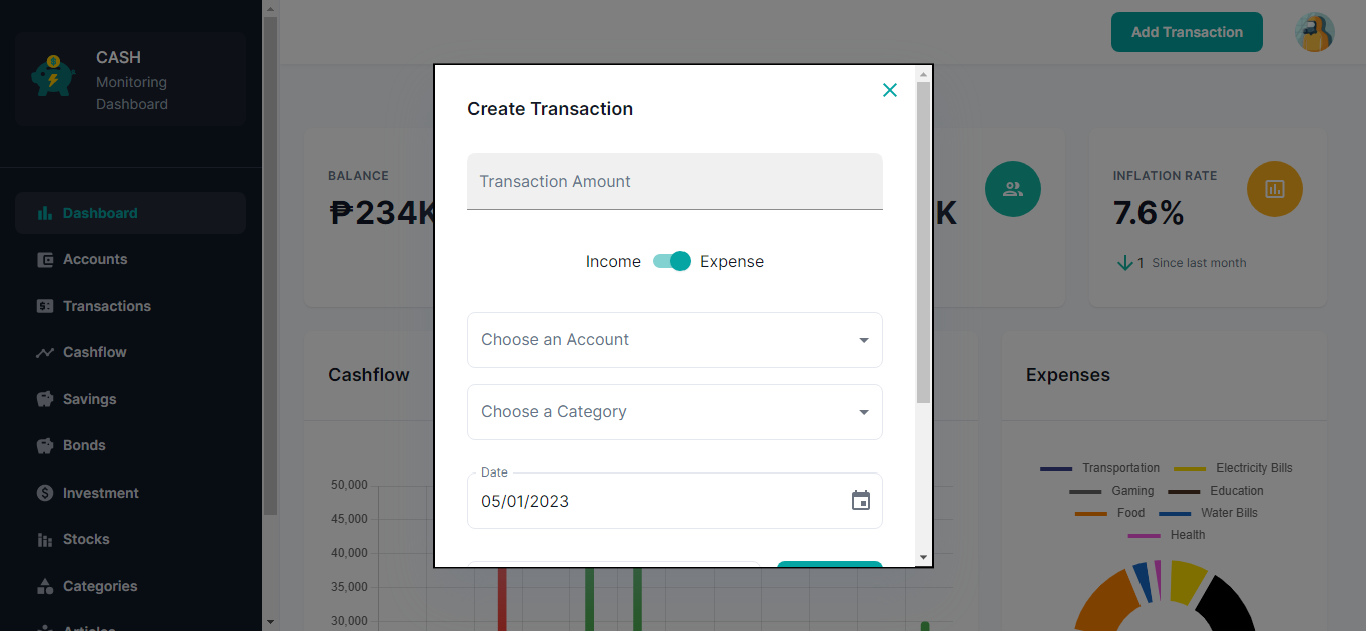 CASH
Monitoring
Dashboard
Dashboard
Accounts
Transactions
Cashflow
Savings
Bonds
Investment
Stocks
Categories
Articles
Add Transaction
BALANCE
₱234K
K
INFLATION RATE
7.6%
1 Since last month
Create Transaction
Transaction Amount
Income Expense
Choose an Account
Choose a Category
Date
05/01/2023
Cashflow
50,000
45,000
40,000
35,000
30,000
Expenses
Transportation Electricity Bills
Gaming Education
Food Water Bills
Health